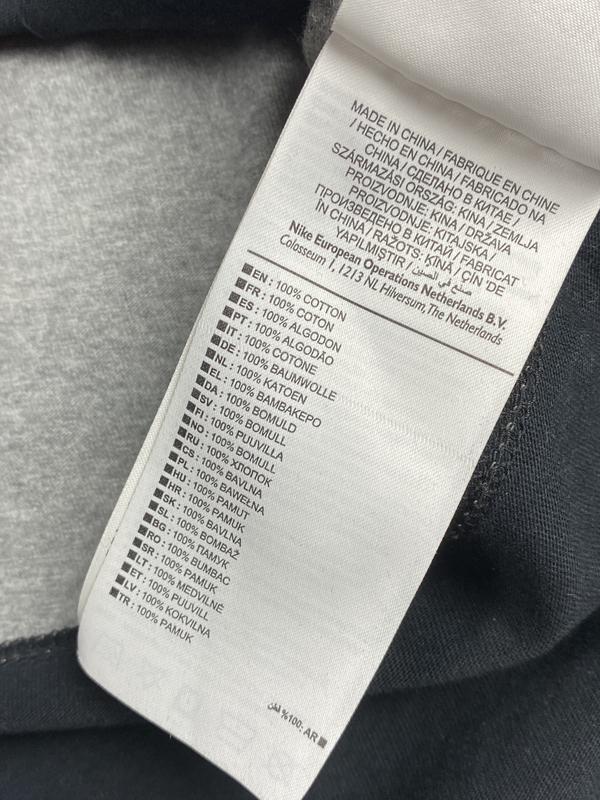 MADE IN CHINA / FABRIQUE EN CHINE
/ HECHO EN CHINA / FABRICADO NA
CHINA / СДЕЛАНО В КИТАЕ /
SZÁRMAZÁSI ORSZÁG: KÍNA / ZEMLJA
PROIZVODNJE: KINA / DRŽAVA
PROIZVODNJE: KITAJSKA /
ПРОИЗВЕДЕНО В КИТАЙ / FABRICAT
ÎN CHINA / RAŽOTS: ĶĪNĀ / ÇİN 'DE
YAPILMIŞTIR / صنع في الصين
Nike European Operations Netherlands B.V.
Colosseum 1, 1213 NL Hilversum, The Netherlands
EN : 100% COTTON
FR : 100% COTON
ES : 100% ALGODON
PT : 100% ALGODÃO
IT : 100% COTONE
DE : 100% BAUMWOLLE
NL : 100% KATOEN
EL : 100% ΒΑΜΒΑΚΕΡΟ
DA : 100% BOMULD
SV : 100% BOMULL
FI : 100% PUUVILLA
NO : 100% BOMULL
RU : 100% ХЛОПОК
CS : 100% BAVLNA
PL : 100% BAWEŁNA
HU : 100% PAMUT
HR : 100% PAMUK
SK : 100% BAVLNA
SL : 100% BOMBAŽ
BG : 100% ПАМУК
RO : 100% BUMBAC
SR : 100% PAMUK
LT : 100% MEDVILNĖ
ET : 100% PUUVILL
LV : 100% KOKVILNA
TR : 100% PAMUK
AR :100% قطن